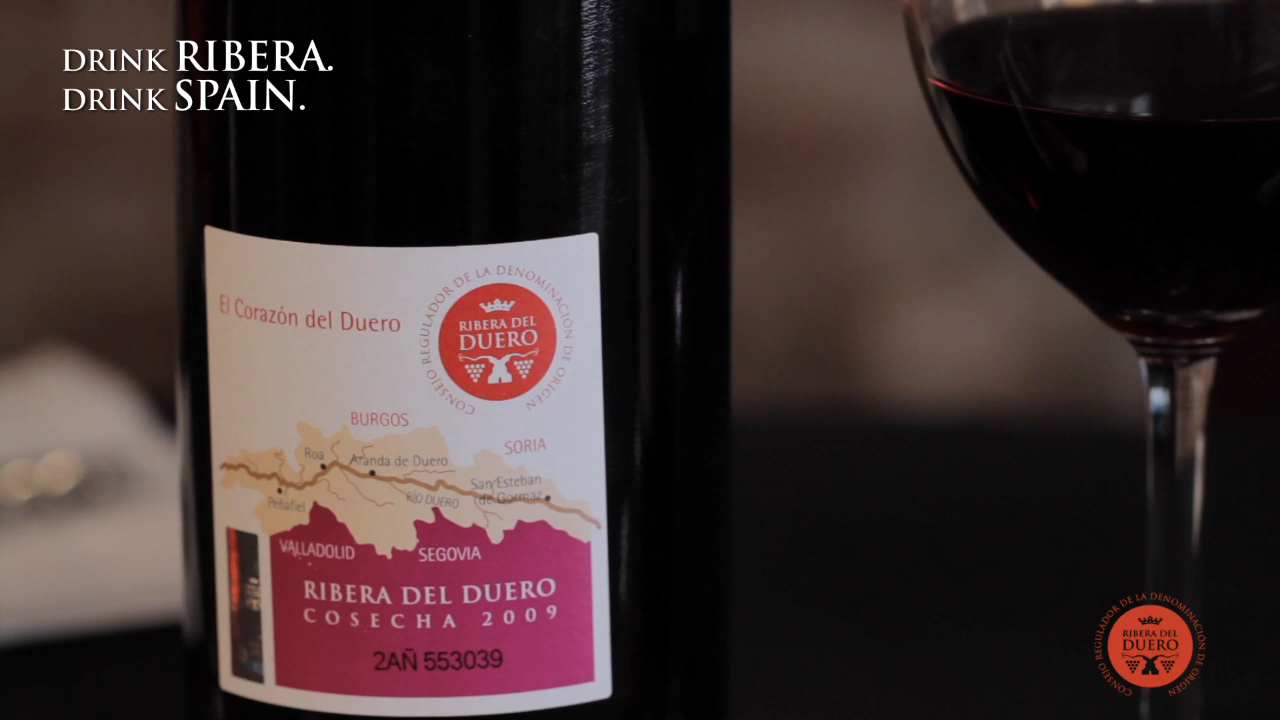 DRINK RIBERA.
DRINK SPAIN.
El Corazón del Duero
CONSEJO REGULADOR DE LA DENOMINACIÓN DE ORIGEN
RIBERA DEL
DUERO
BURGOS
SORIA
Roa
Aranda de Duero
San Esteban
de Gormaz
Peñafiel
RÍO DUERO
VALLADOLID
SEGOVIA
RIBERA DEL DUERO
COSECHA 2009
2AÑ 553039
CONSEJO REGULADOR DE LA DENOMINACIÓN DE ORIGEN
RIBERA DEL
DUERO